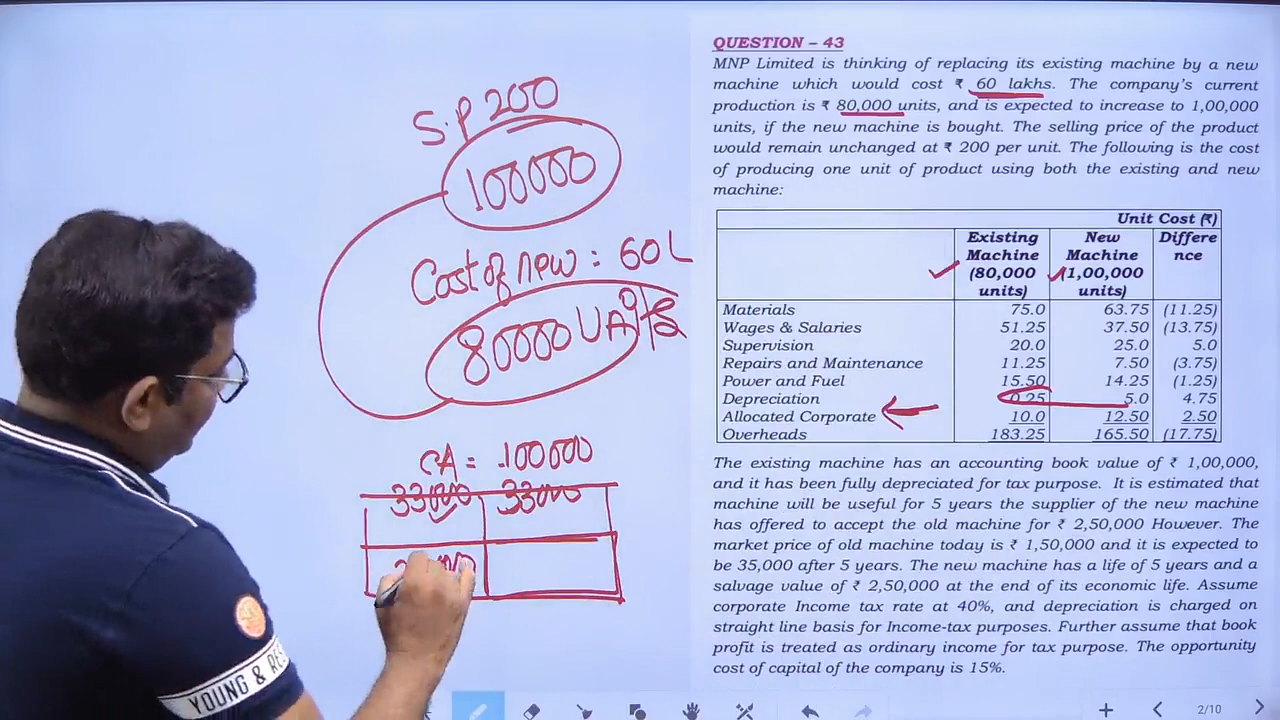 S.P 200
100000
Cost of new : 60 L
80000 UA
CA = 100000
33000 33000
YOUNG & RES
QUESTION – 43
MNP Limited is thinking of replacing its existing machine by a new
machine which would cost ₹ 60 lakhs. The company's current
production is ₹ 80,000 units, and is expected to increase to 1,00,000
units, if the new machine is bought. The selling price of the product
would remain unchanged at ₹ 200 per unit. The following is the cost
of producing one unit of product using both the existing and new
machine:
Unit Cost (₹)
Existing Machine (80,000 units) New Machine (1,00,000 units) Differe nce
Materials 75.0 63.75 (11.25)
Wages & Salaries 51.25 37.50 (13.75)
Supervision 20.0 25.0 5.0
Repairs and Maintenance 11.25 7.50 (3.75)
Power and Fuel 15.50 14.25 (1.25)
Depreciation 0.25 5.0 4.75
Allocated Corporate 10.0 12.50 2.50
Overheads 183.25 165.50 (17.75)
The existing machine has an accounting book value of ₹ 1,00,000,
and it has been fully depreciated for tax purpose. It is estimated that
machine will be useful for 5 years the supplier of the new machine
has offered to accept the old machine for ₹ 2,50,000 However. The
market price of old machine today is ₹ 1,50,000 and it is expected to
be 35,000 after 5 years. The new machine has a life of 5 years and a
salvage value of ₹ 2,50,000 at the end of its economic life. Assume
corporate Income tax rate at 40%, and depreciation is charged on
straight line basis for Income-tax purposes. Further assume that book
profit is treated as ordinary income for tax purpose. The opportunity
cost of capital of the company is 15%.
2/10